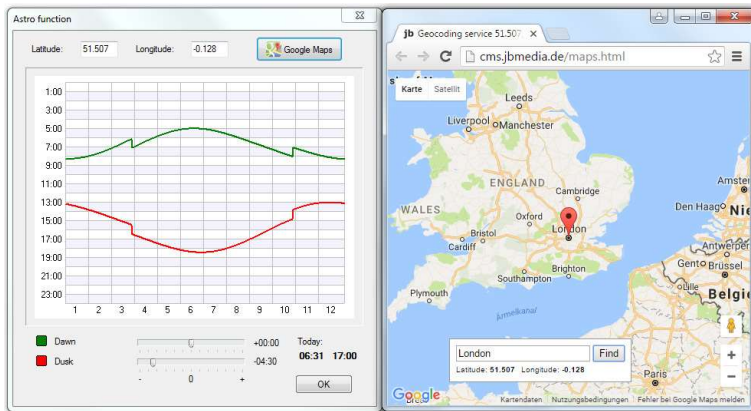 Astro function
Latitude: 51.507 Longitude: -0.128 Google Maps
1:00
3:00
5:00
7:00
9:00
11:00
13:00
15:00
17:00
19:00
21:00
23:00
1 2 3 4 5 6 7 8 9 10 11 12
Dawn +00:00
Dusk -04:30
- 0 +
Today:
06:31 17:00
OK
jb Geocoding service 51.507
cms.jbmedia.de/maps.html
Karte Satellit
Leeds
Liverpool
Manchester
ENGLAND
Cambridge
WALES
Oxford
London
Bristol
Cardiff
Southampton
Brighton
Plymouth
Ärmelkanal
Amster
Den Haag
Nie
Antwerpen
Gent
Brüssel
Lille
Belgi
Paris
London Find
Latitude: 51.507 Longitude: -0.128
+
−
Google
Kartendaten Nutzungsbedingungen Fehler bei Google Maps melden